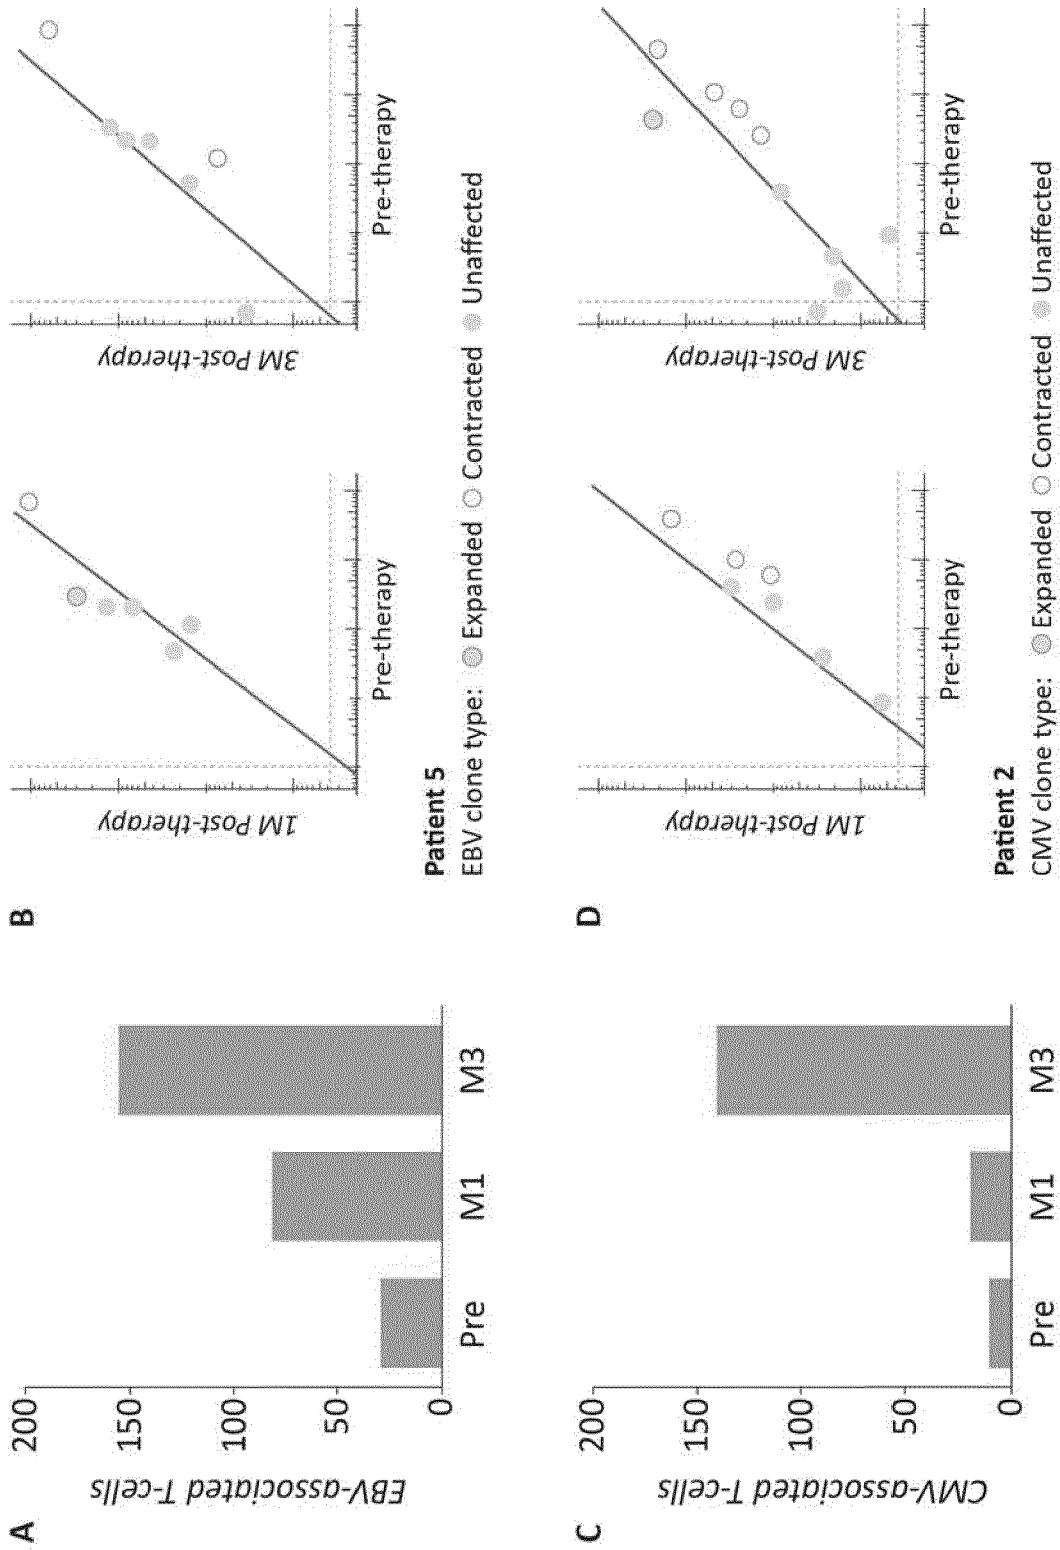 A
EBV-associated T-cells
200
150
100
50
0
Pre M1 M3
B
1M Post-therapy
Pre-therapy
3M Post-therapy
Pre-therapy
Patient 5
EBV clone type: Expanded Contracted Unaffected
C
CMV-associated T-cells
200
150
100
50
0
Pre M1 M3
D
1M Post-therapy
Pre-therapy
3M Post-therapy
Pre-therapy
Patient 2
CMV clone type: Expanded Contracted Unaffected